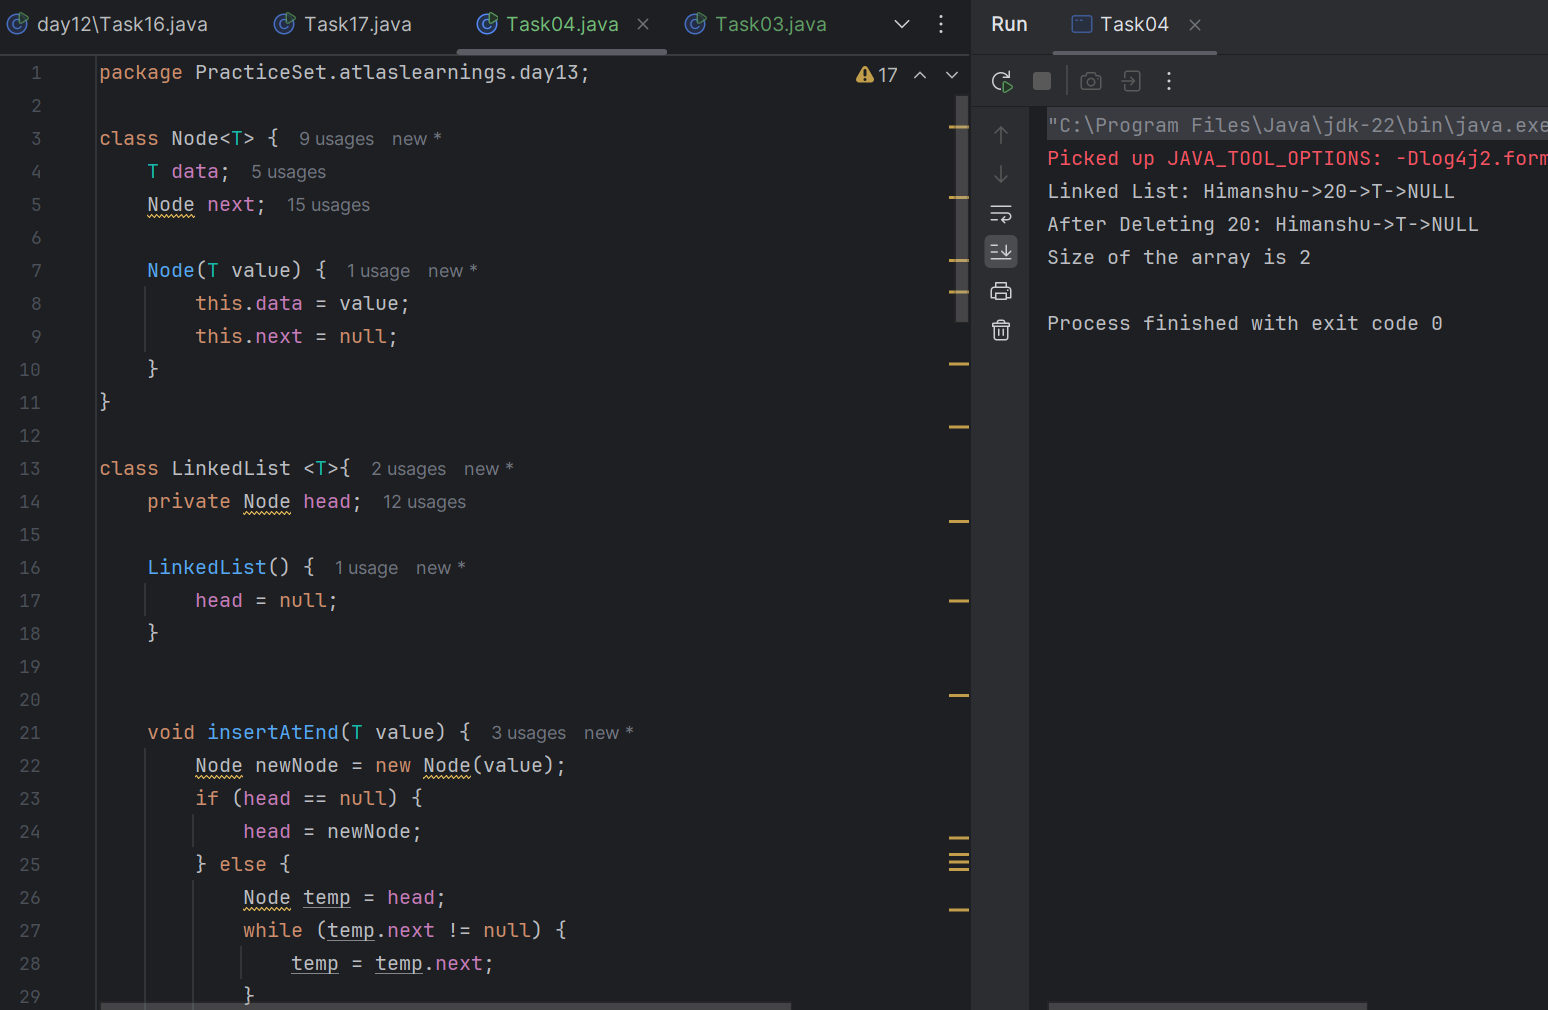 day12\Task16.java Task17.java Task04.java Task03.java
1 package PracticeSet.atlaslearnings.day13; 17
2
3 class Node<T> { 9 usages new *
4 T data; 5 usages
5 Node next; 15 usages
6
7 Node(T value) { 1 usage new *
8 this.data = value;
9 this.next = null;
10 }
11 }
12
13 class LinkedList <T>{ 2 usages new *
14 private Node head; 12 usages
15
16 LinkedList() { 1 usage new *
17 head = null;
18 }
19
20
21 void insertAtEnd(T value) { 3 usages new *
22 Node newNode = new Node(value);
23 if (head == null) {
24 head = newNode;
25 } else {
26 Node temp = head;
27 while (temp.next != null) {
28 temp = temp.next;
29 }
Run Task04
"C:\Program Files\Java\jdk-22\bin\java.exe
Picked up JAVA_TOOL_OPTIONS: -Dlog4j2.form
Linked List: Himanshu->20->T->NULL
After Deleting 20: Himanshu->T->NULL
Size of the array is 2
Process finished with exit code 0